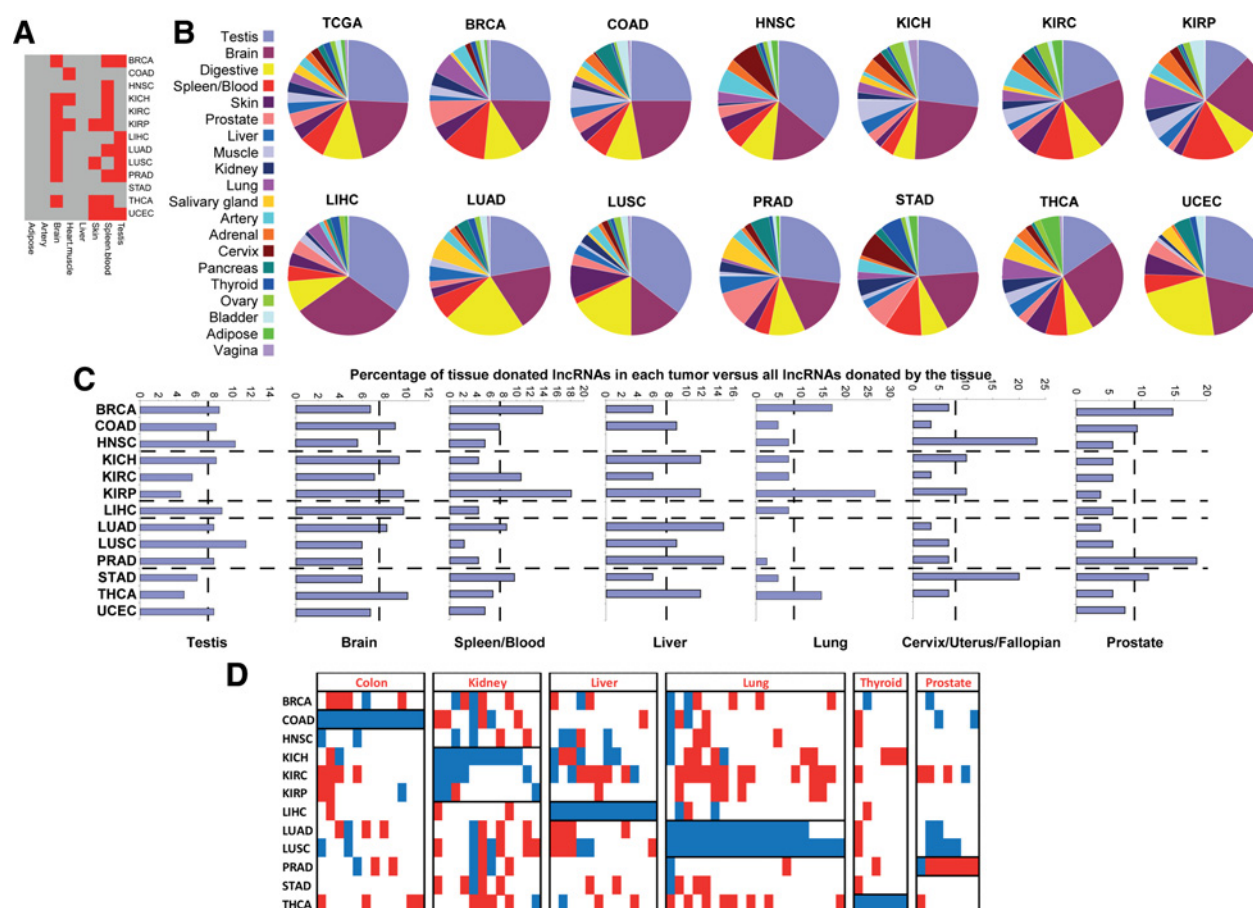 A
BRCA
COAD
HNSC
KICH
KIRC
KIRP
LIHC
LUAD
LUSC
PRAD
STAD
THCA
UCEC
Adipose
Artery
Brain
Heart.muscle
Liver
Skin
Spleen.blood
Testis
B
Testis
Brain
Digestive
Spleen/Blood
Skin
Prostate
Liver
Muscle
Kidney
Lung
Salivary gland
Artery
Adrenal
Cervix
Pancreas
Thyroid
Ovary
Bladder
Adipose
Vagina
TCGA BRCA COAD HNSC KICH KIRC KIRP
LIHC LUAD LUSC PRAD STAD THCA UCEC
C
Percentage of tissue donated lncRNAs in each tumor versus all lncRNAs donated by the tissue
0 2 4 6 8 10 12 14
0 2 4 6 8 10 12
0 2 4 6 8 10 12 14 16 18 20
0 2 4 6 8 10 12 14 16
0 5 10 15 20 25 30
0 5 10 15 20 25
0 5 10 15 20
BRCA
COAD
HNSC
KICH
KIRC
KIRP
LIHC
LUAD
LUSC
PRAD
STAD
THCA
UCEC
Testis Brain Spleen/Blood Liver Lung Cervix/Uterus/Fallopian Prostate
D
Colon Kidney Liver Lung Thyroid Prostate
BRCA
COAD
HNSC
KICH
KIRC
KIRP
LIHC
LUAD
LUSC
PRAD
STAD
THCA